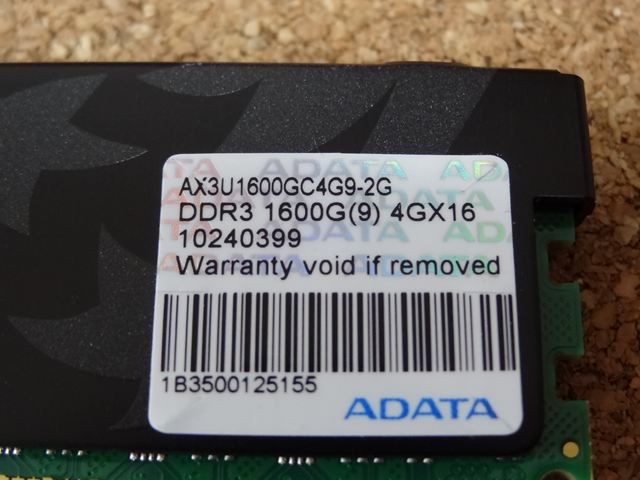 AX3U1600GC4G9-2G
DDR3 1600G(9) 4GX16
10240399
Warranty void if removed
1B3500125155
ADATA